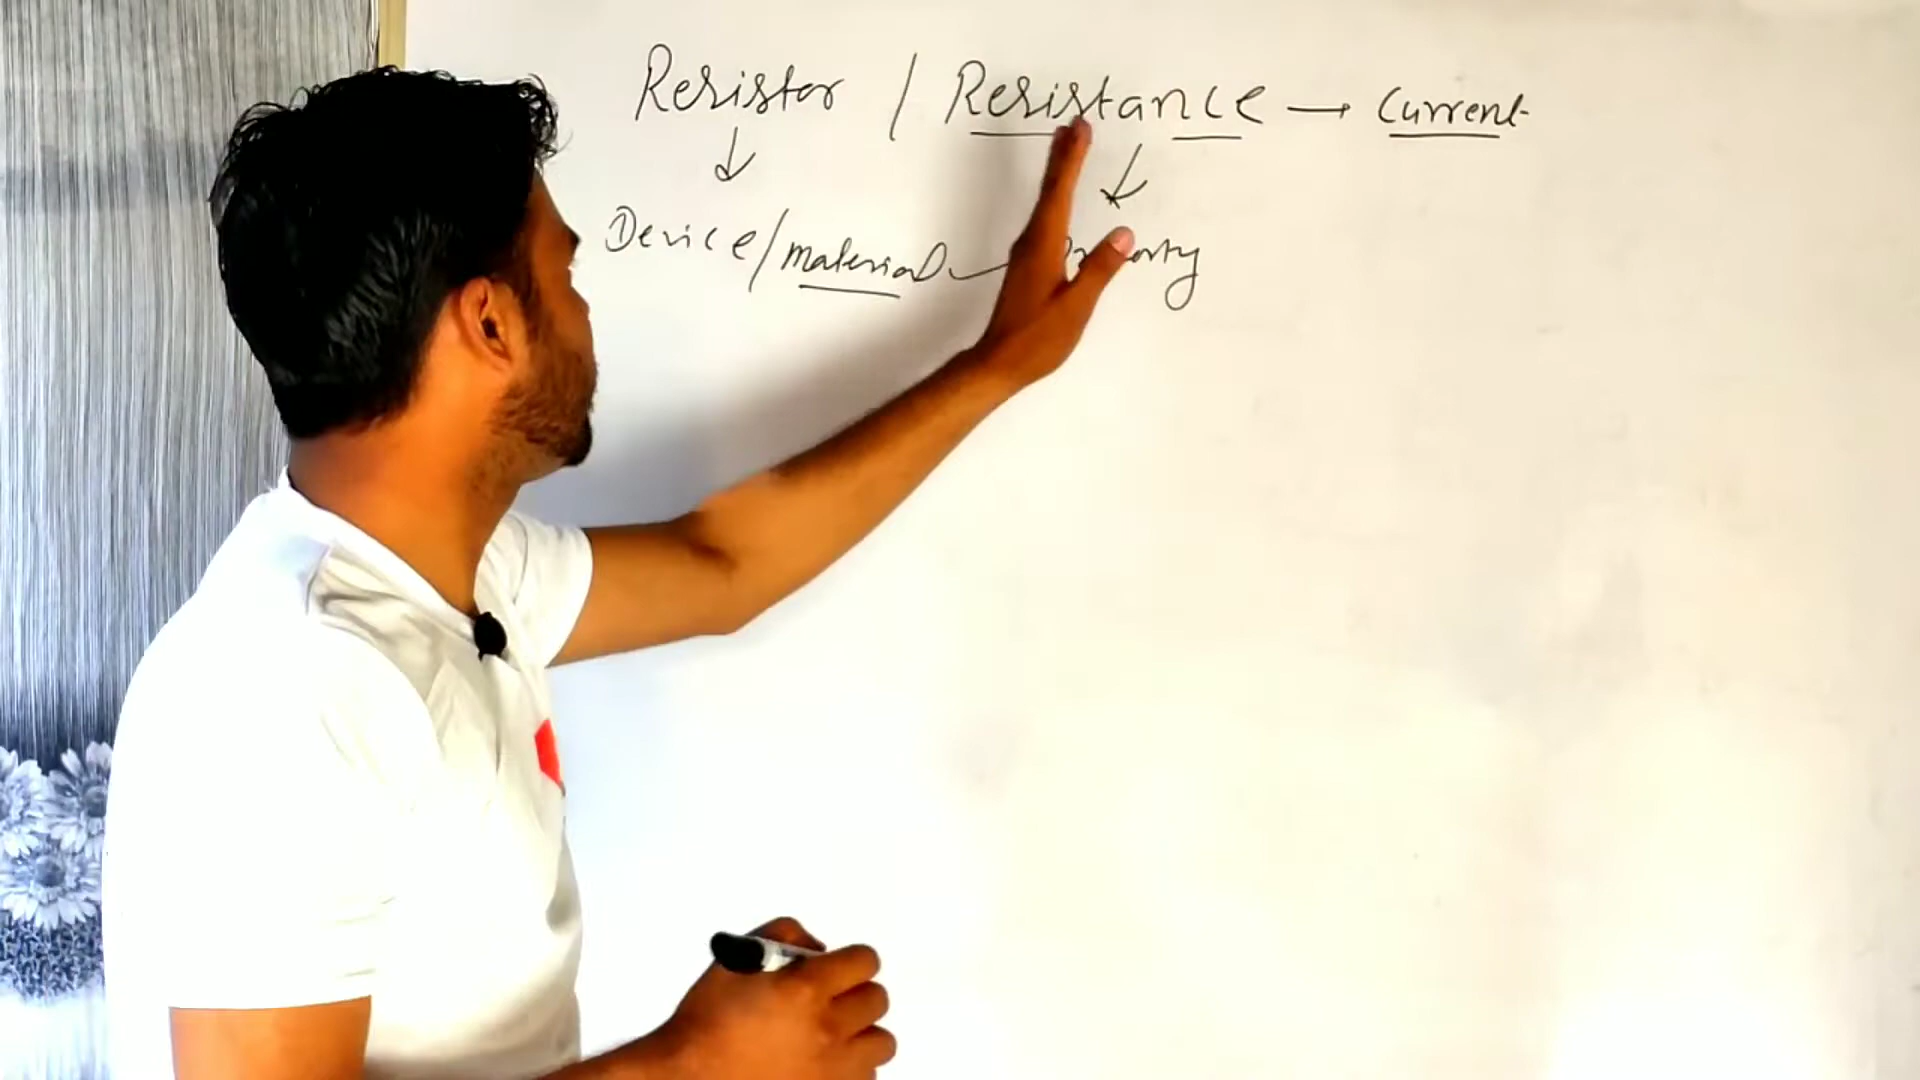 Resistor / Resistance → Current
↓ ↓
Device/material